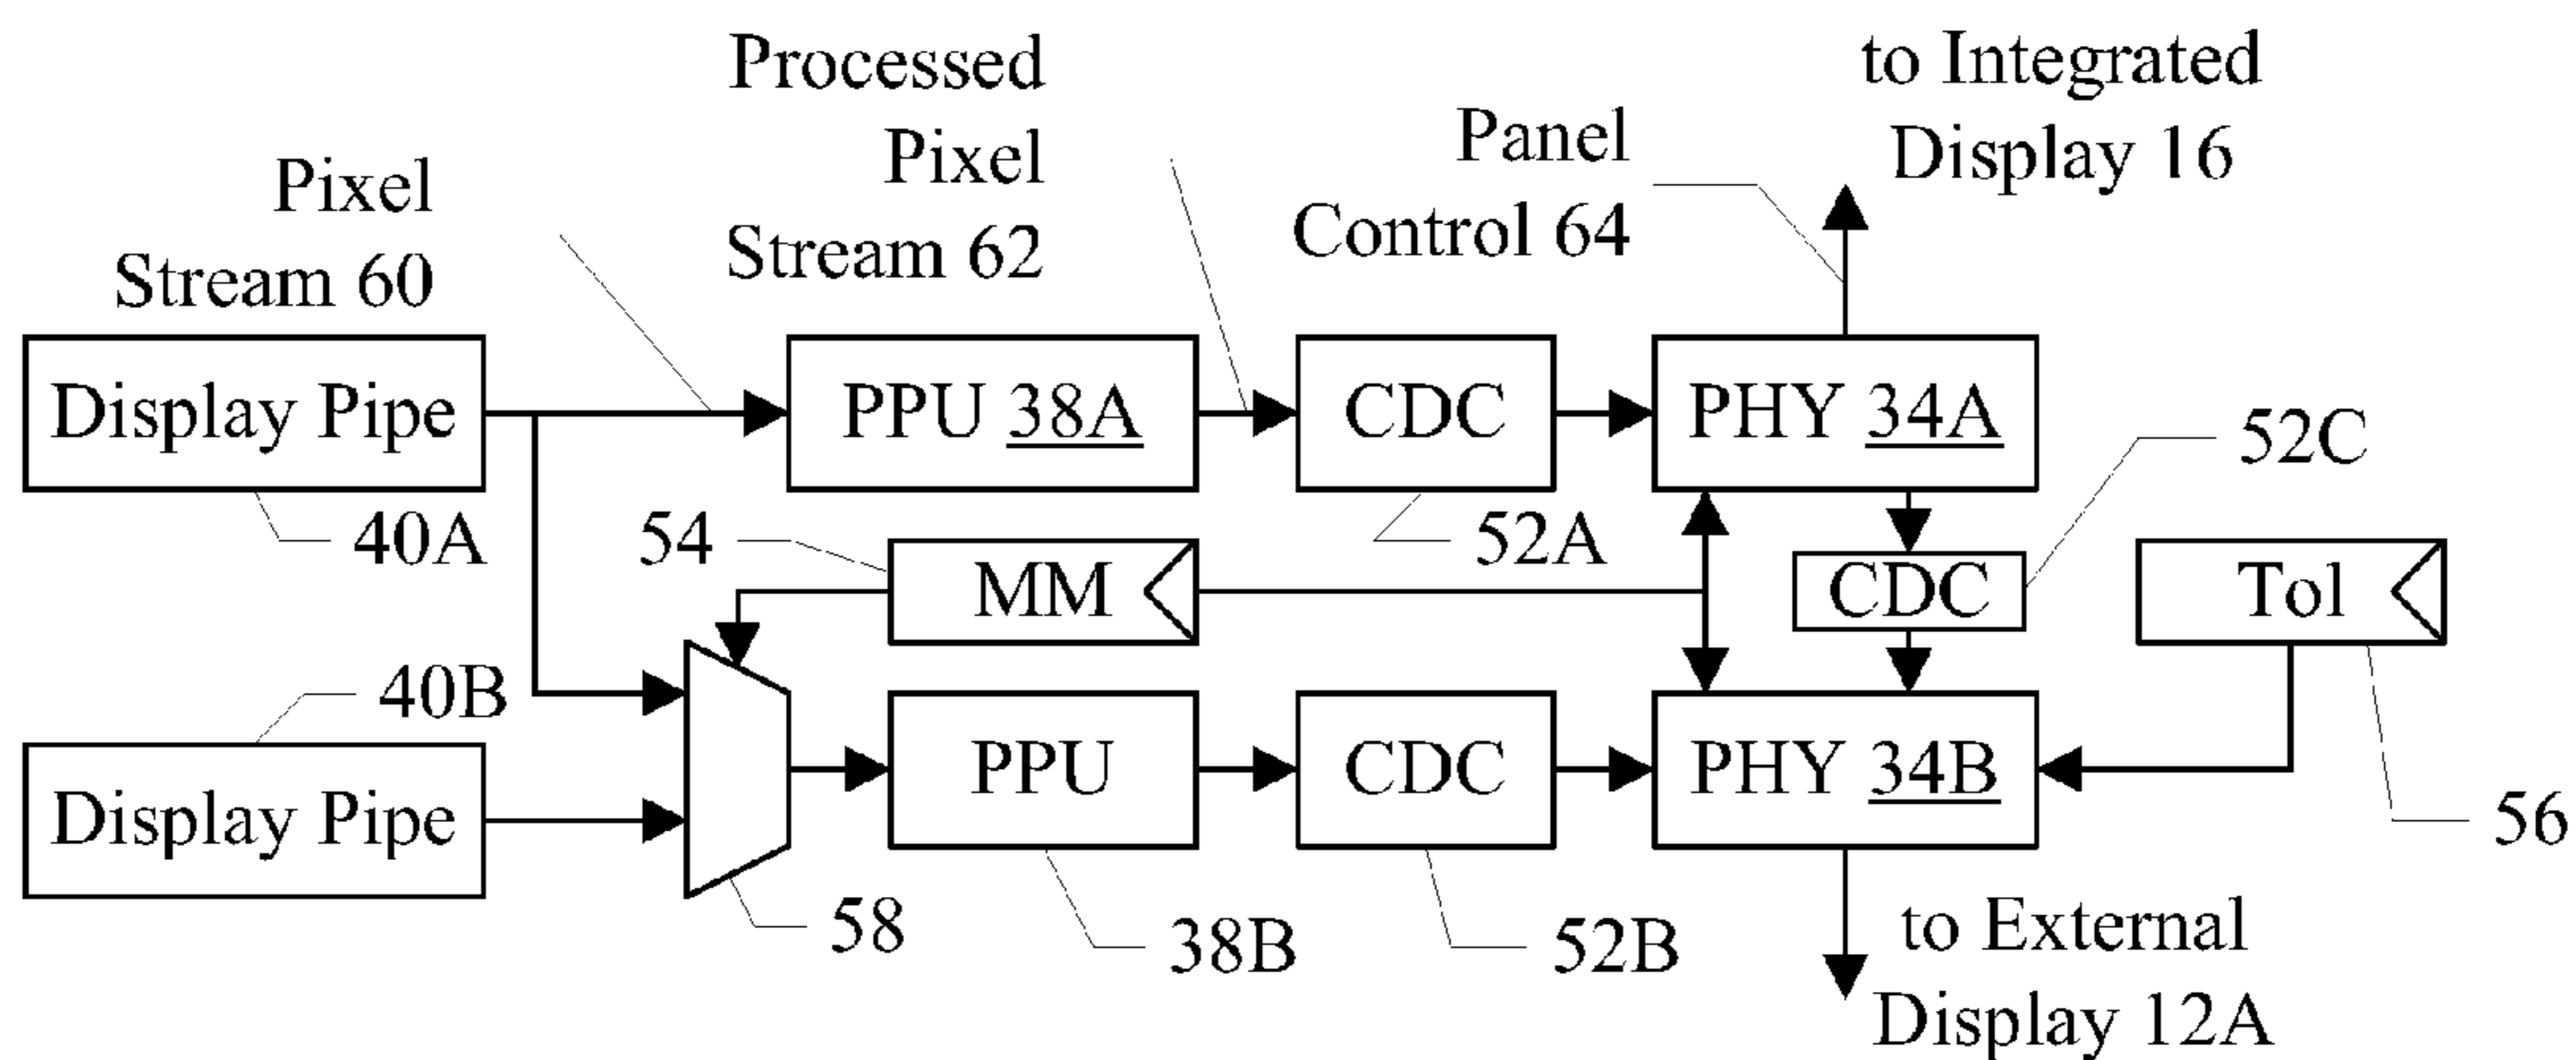 Processed
Pixel
Stream 62
to Integrated
Display 16
Panel
Control 64
Pixel
Stream 60
Display Pipe
PPU 38A
CDC
PHY 34A
52C
40A
54
MM
52A
CDC
Tol
40B
Display Pipe
PPU
CDC
PHY 34B
56
58
38B
52B
to External
Display 12A